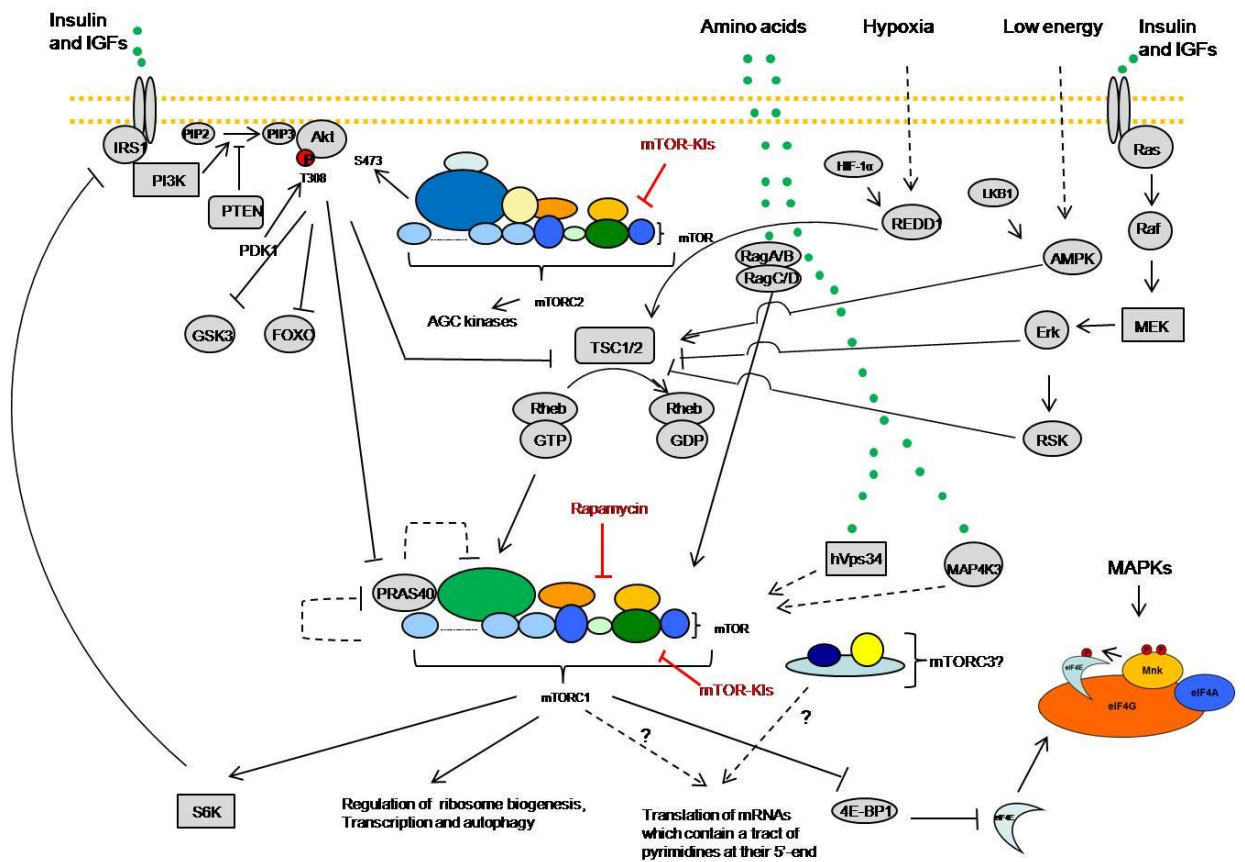 Insulin
and IGFs
Amino acids
Hypoxia
Low energy
Insulin
and IGFs
IRS1
PIP2
PIP3
Akt
P
T308
S473
PI3K
PTEN
PDK1
GSK3
FOXO
mTOR-KIs
mTOR
mTORC2
AGC kinases
HIF-1α
REDD1
LKB1
AMPK
Ras
Raf
MEK
Erk
RSK
RagA/B
RagC/D
TSC1/2
Rheb
GTP
Rheb
GDP
Rapamycin
PRAS40
mTOR
mTOR-KIs
mTORC1
hVps34
MAP4K3
mTORC3?
?
?
MAPKs
P
P
P
eIF4E
Mnk
eIF4A
eIF4G
S6K
Regulation of ribosome biogenesis,
Transcription and autophagy
Translation of mRNAs
which contain a tract of
pyrimidines at their 5'-end
4E-BP1
eIF4E